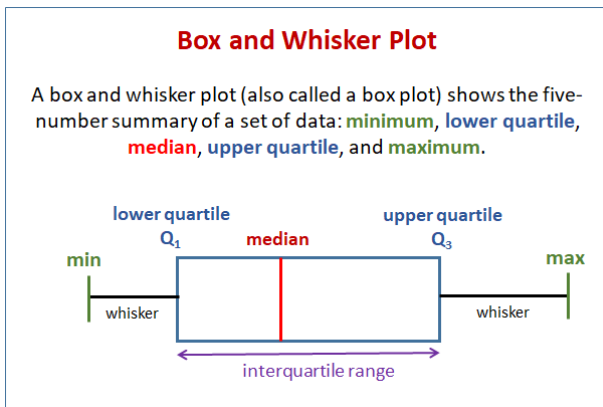 Box and Whisker Plot
A box and whisker plot (also called a box plot) shows the five-
number summary of a set of data: minimum, lower quartile,
median, upper quartile, and maximum.
lower quartile
Q1
median
upper quartile
Q3
min
max
whisker
whisker
interquartile range